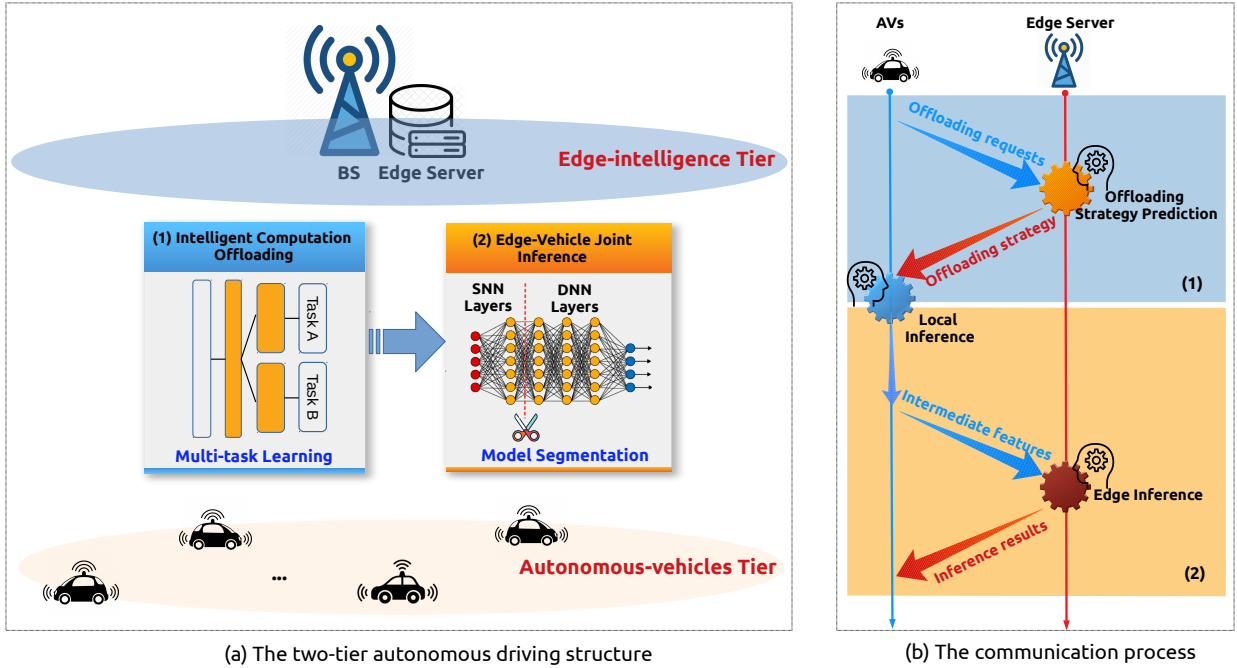 BS
Edge Server
Edge-intelligence Tier
(1) Intelligent Computation
Offloading
Task A
Task B
Multi-task Learning
(2) Edge-Vehicle Joint
Inference
SNN
Layers
DNN
Layers
Model Segmentation
...
Autonomous-vehicles Tier
(a) The two-tier autonomous driving structure
AVs
Edge Server
Offloading requests
Offloading
Strategy Prediction
Offloading strategy
(1)
Local
Inference
Intermediate features
Edge Inference
Inference results
(2)
(b) The communication process